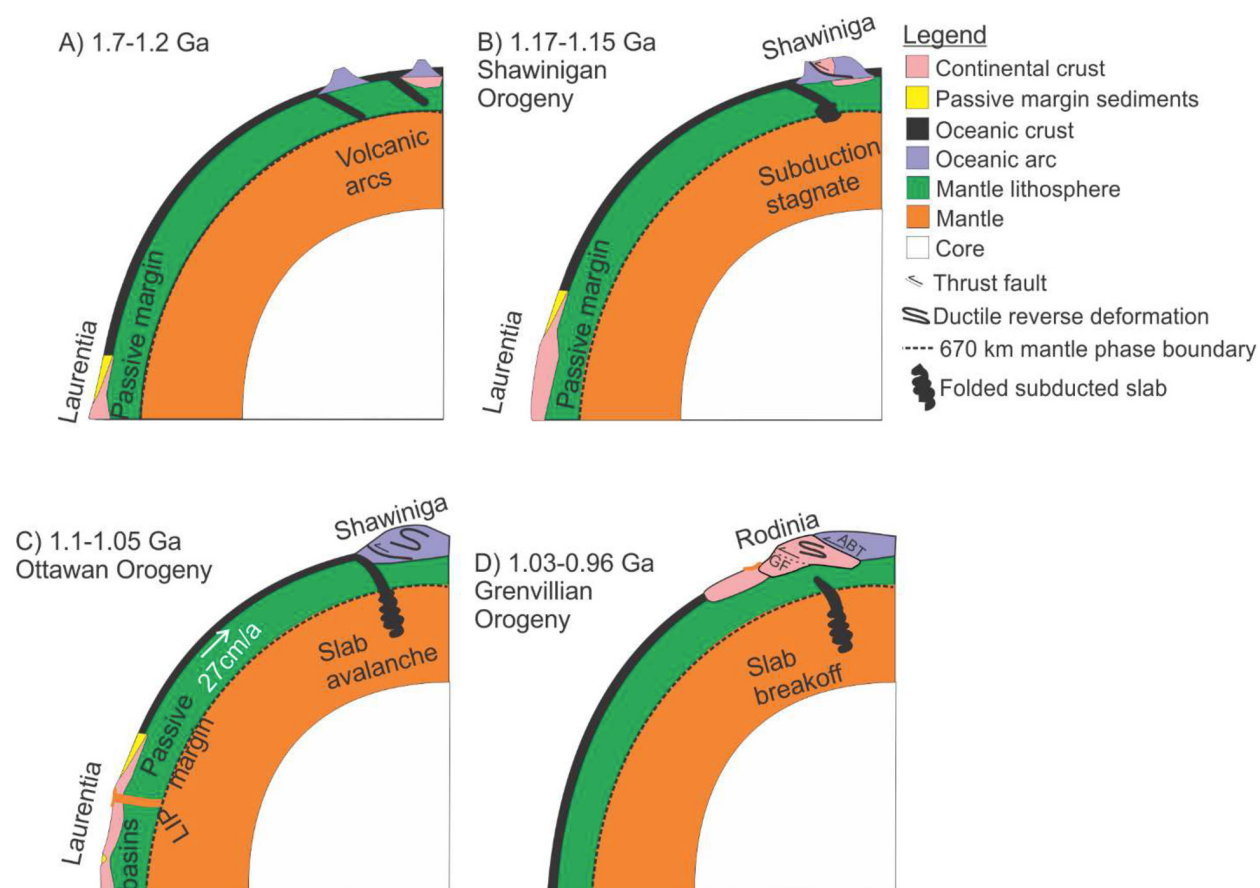 A) 1.7-1.2 Ga
Volcanic
arcs
Passive margin
Laurentia
B) 1.17-1.15 Ga
Shawinigan
Orogeny
Shawiniga
Subduction
stagnate
Passive margin
Laurentia
Legend
Continental crust
Passive margin sediments
Oceanic crust
Oceanic arc
Mantle lithosphere
Mantle
Core
Thrust fault
Ductile reverse deformation
670 km mantle phase boundary
Folded subducted slab
C) 1.1-1.05 Ga
Ottawan Orogeny
Shawiniga
27cm/a
Slab
avalanche
Passive
margin
LIP
Laurentia
basins
D) 1.03-0.96 Ga
Grenvillian
Orogeny
Rodinia
ABT
GF
Slab
breakoff